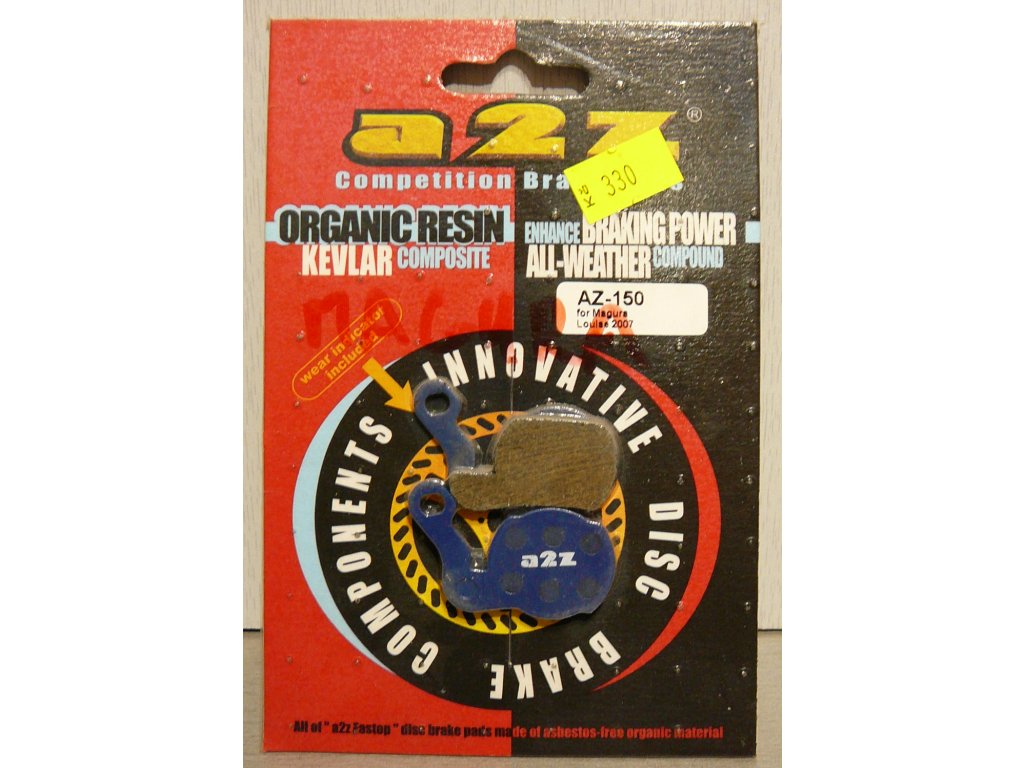 a2z®
Competition Bra
Kč 330
ORGANIC RESIN
KEVLAR COMPOSITE
ENHANCE BRAKING POWER
ALL-WEATHER COMPOUND
AZ-150
for Magura
Louise 2007
MAGURA
wear indicator
included
INNOVATIVE DISC BRAKE COMPONENTS
a2z
All of " a2z Fastop " disc brake pads made of asbestos-free organic material